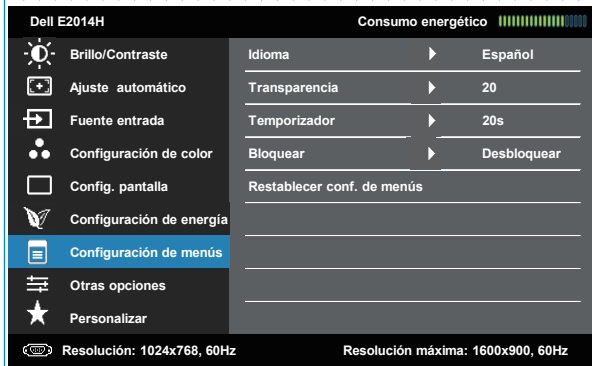 Dell E2014H Consumo energético
Brillo/Contraste Idioma Español
Ajuste automático Transparencia 20
Fuente entrada Temporizador 20s
Configuración de color Bloquear Desbloquear
Config. pantalla Restablecer conf. de menús
Configuración de energía
Configuración de menús
Otras opciones
Personalizar
Resolución: 1024x768, 60Hz Resolución máxima: 1600x900, 60Hz